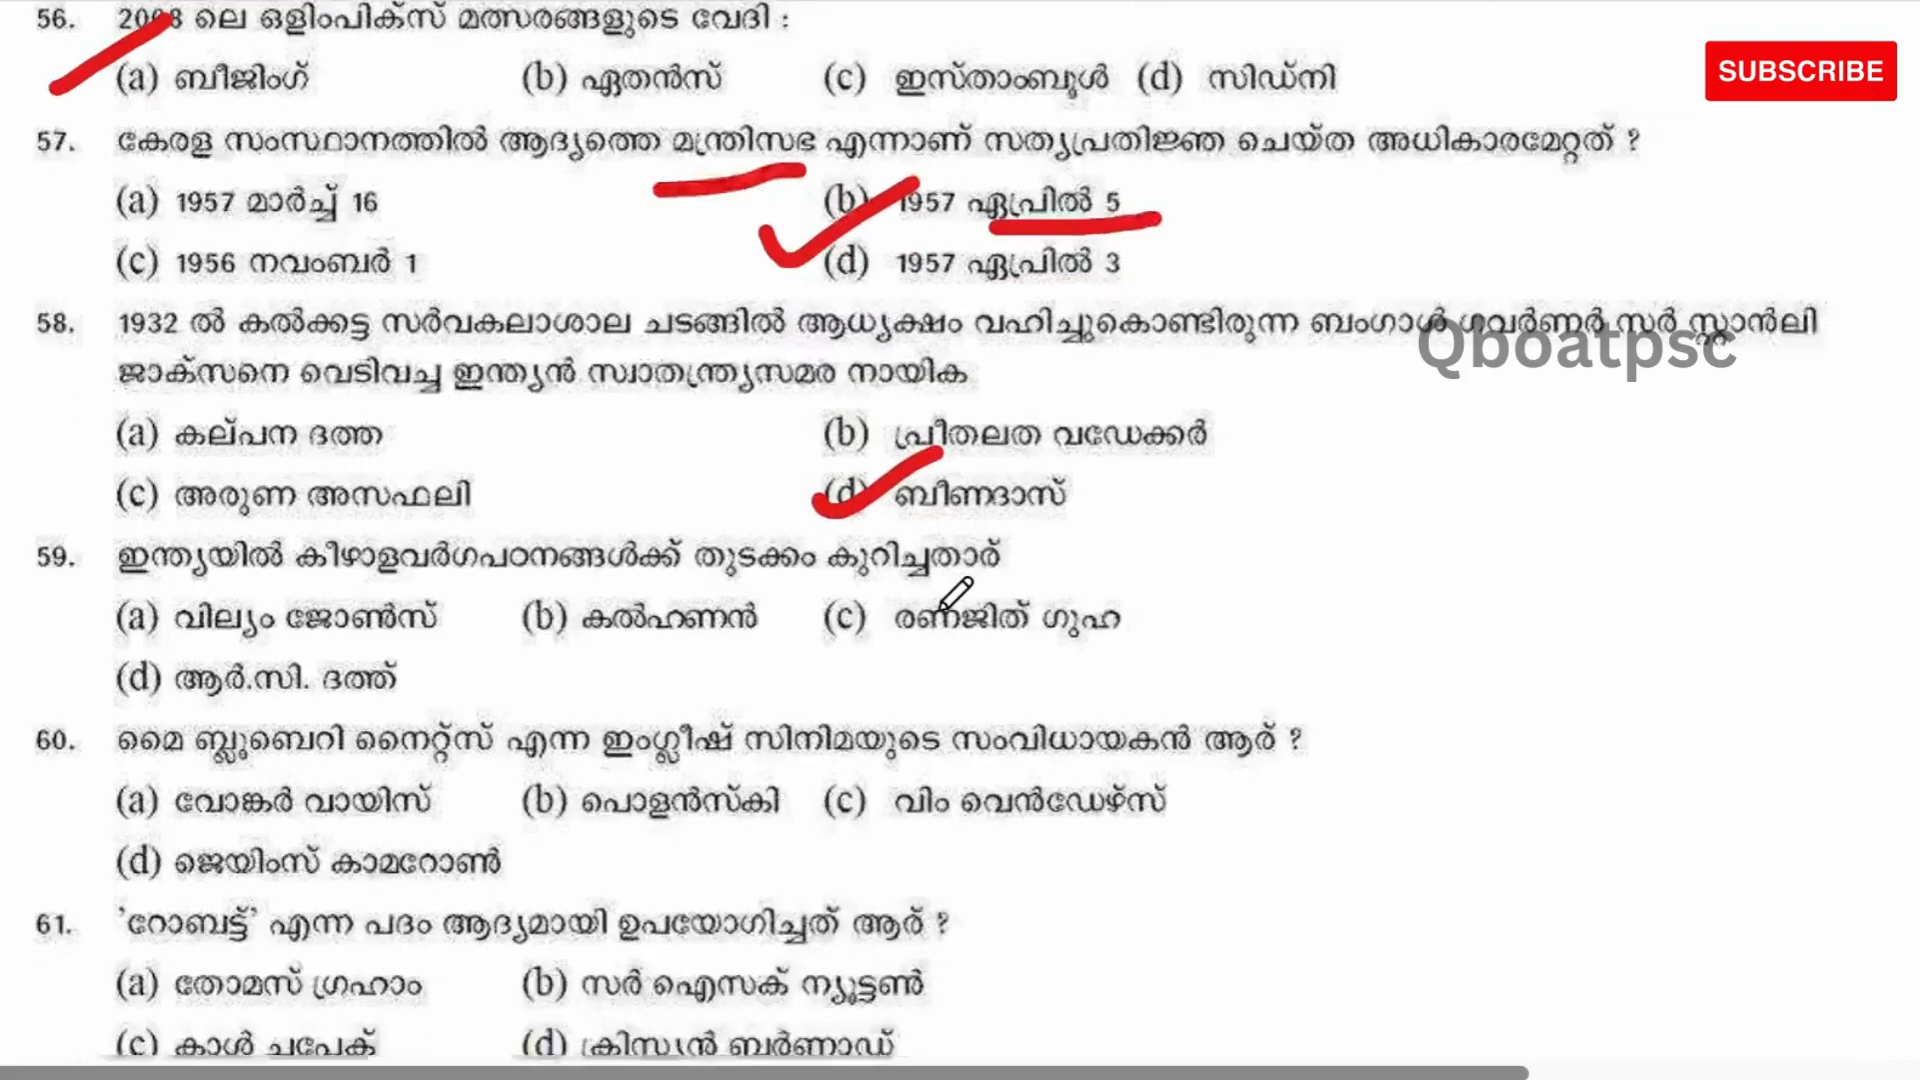 56. 2008 ലെ ഒളിംപിക്സ് മത്സരങ്ങളുടെ വേദി :
SUBSCRIBE
(a) ബീജിംഗ് (b) ഏതൻസ് (c) ഇസ്താംബൂൾ (d) സിഡ്നി
57. കേരള സംസ്ഥാനത്തിൽ ആദ്യത്തെ മന്ത്രിസഭ എന്നാണ് സത്യപ്രതിജ്ഞ ചെയ്ത അധികാരമേറ്റത് ?
(a) 1957 മാർച്ച് 16 (b) 1957 ഏപ്രിൽ 5
(c) 1956 നവംബർ 1 (d) 1957 ഏപ്രിൽ 3
58. 1932 ൽ കൽക്കട്ട സർവകലാശാല ചടങ്ങിൽ ആധ്യക്ഷം വഹിച്ചുകൊണ്ടിരുന്ന ബംഗാൾ ഗവർണർ സർ സ്റ്റാൻലി
Qboatpsc
ജാക്സനെ വെടിവച്ച ഇന്ത്യൻ സ്വാതന്ത്ര്യസമര നായിക
(a) കല്പന ദത്ത (b) പ്രീതലത വഡേക്കർ
(c) അരുണ അസഫലി (d) ബീണദാസ്
59. ഇന്ത്യയിൽ കീഴാളവർഗപഠനങ്ങൾക്ക് തുടക്കം കുറിച്ചതാര്
(a) വില്യം ജോൺസ് (b) കൽഹണൻ (c) രണജിത് ഗുഹ
(d) ആർ.സി. ദത്ത്
60. മൈ ബ്ലൂബെറി നൈറ്റ്സ് എന്ന ഇംഗ്ലീഷ് സിനിമയുടെ സംവിധായകൻ ആര് ?
(a) വോങ്കർ വായിസ് (b) പൊളൻസ്കി (c) വിം വെൻഡേഴ്സ്
(d) ജെയിംസ് കാമറോൺ
61. 'റോബട്ട്' എന്ന പദം ആദ്യമായി ഉപയോഗിച്ചത് ആര് ?
(a) തോമസ് ഗ്രഹാം (b) സർ ഐസക് ന്യൂട്ടൺ
(c) കാൾ ചപേക് (d) ക്രിസ്ത്യൻ ബർണാഡ്